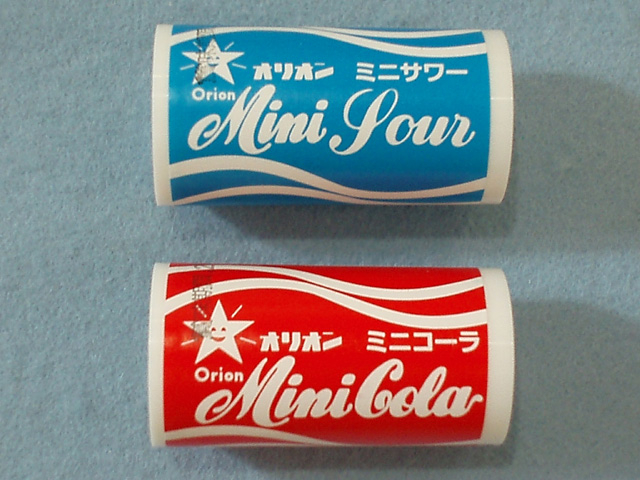 オリオン ミニサワー
Orion
Mini Sour
オリオン ミニコーラ
Orion
Mini Cola